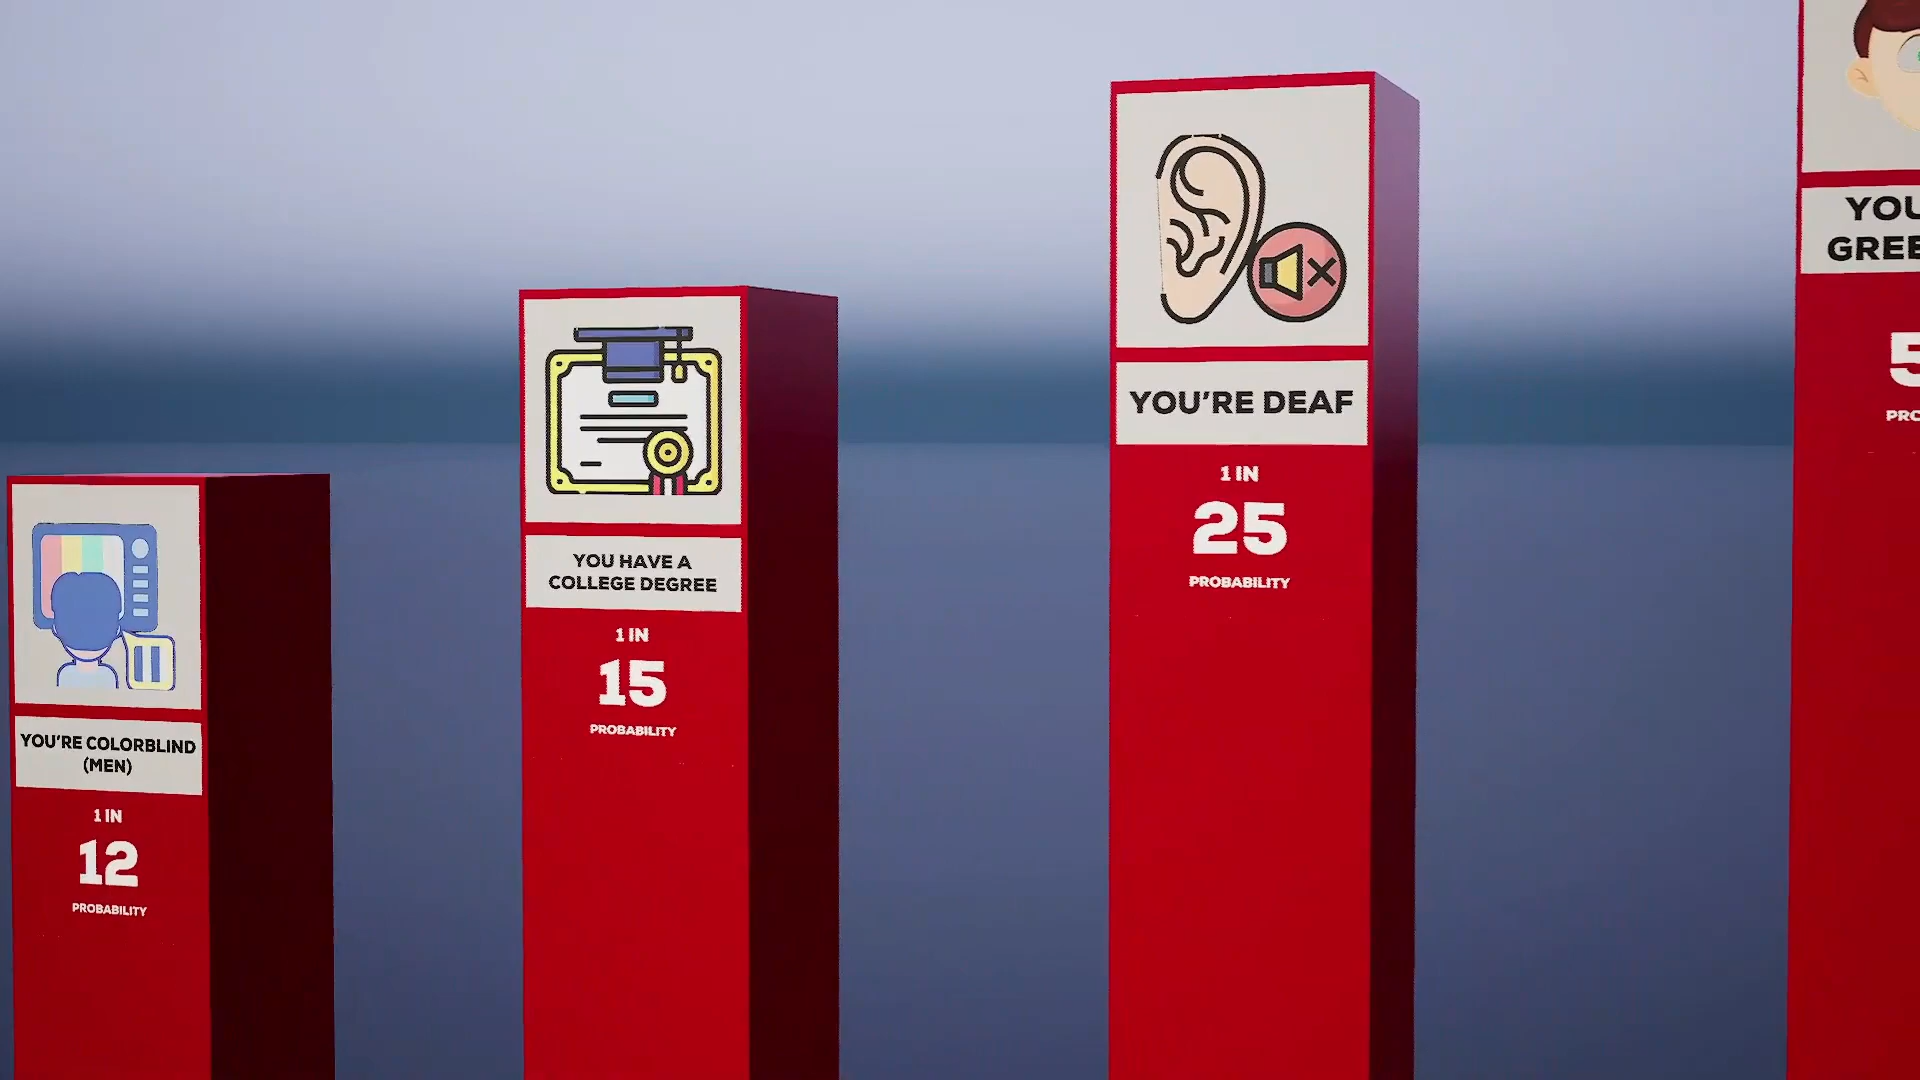 YOU'RE COLORBLIND
(MEN)
1 IN
12
PROBABILITY
YOU HAVE A
COLLEGE DEGREE
1 IN
15
PROBABILITY
YOU'RE DEAF
1 IN
25
PROBABILITY